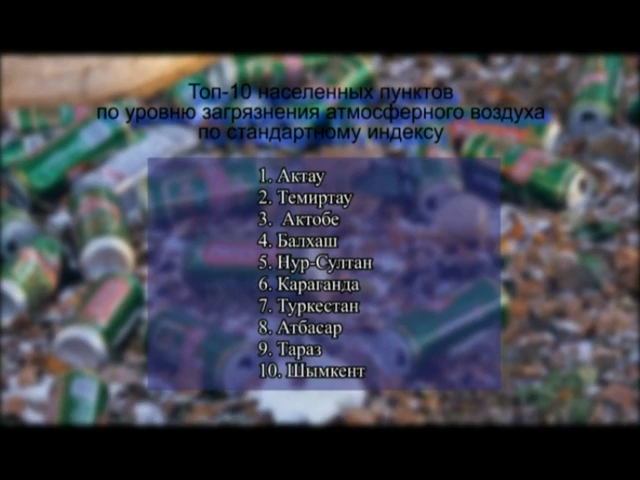 Топ-10 населенных пунктов
по уровню загрязнения атмосферного воздуха
по стандартному индексу
1. Актау
2. Темиртау
3. Актобе
4. Балхаш
5. Нур-Султан
6. Караганда
7. Туркестан
8. Атбасар
9. Тараз
10. Шымкент